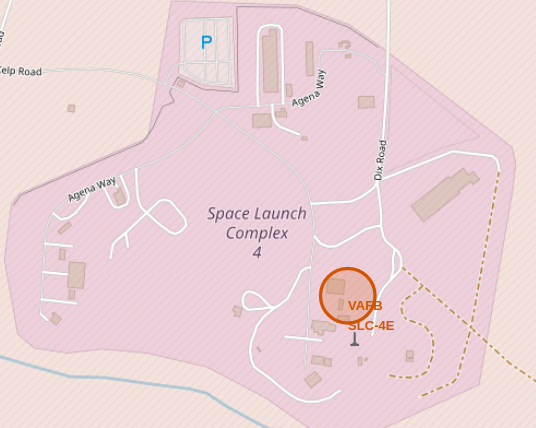 P
Kelp Road
Agena Way
Dix Road
Agena Way
Space Launch
Complex
4
VAFB
SLC-4E